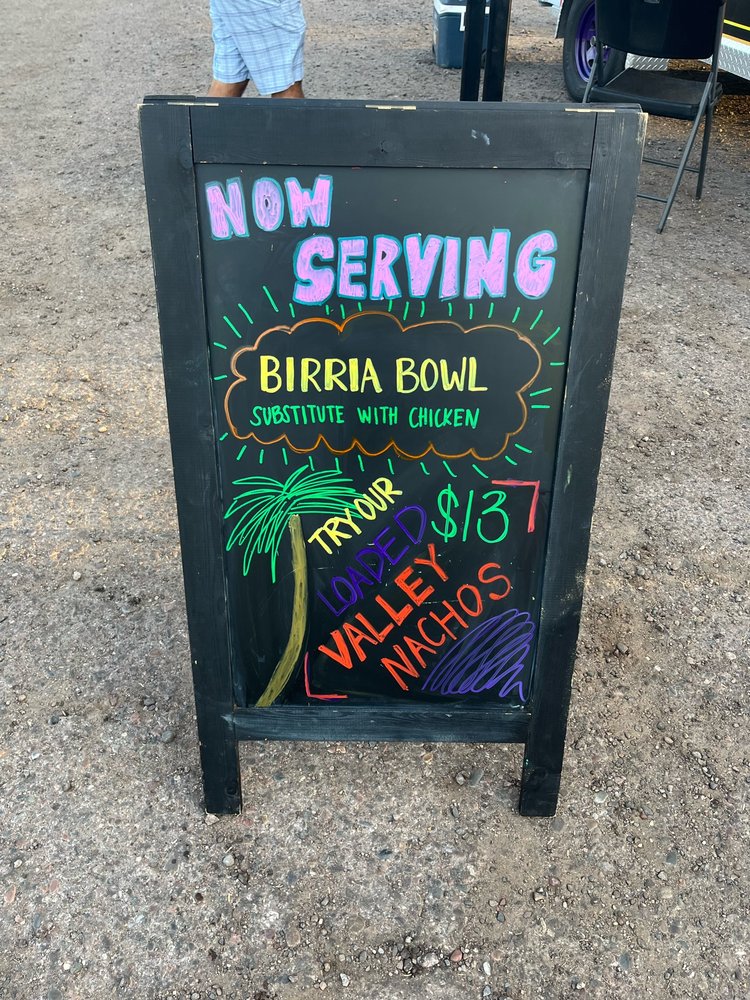 NOW
SERVING
BIRRIA BOWL
SUBSTITUTE WITH CHICKEN
TRY OUR
$13
LOADED
VALLEY
NACHOS